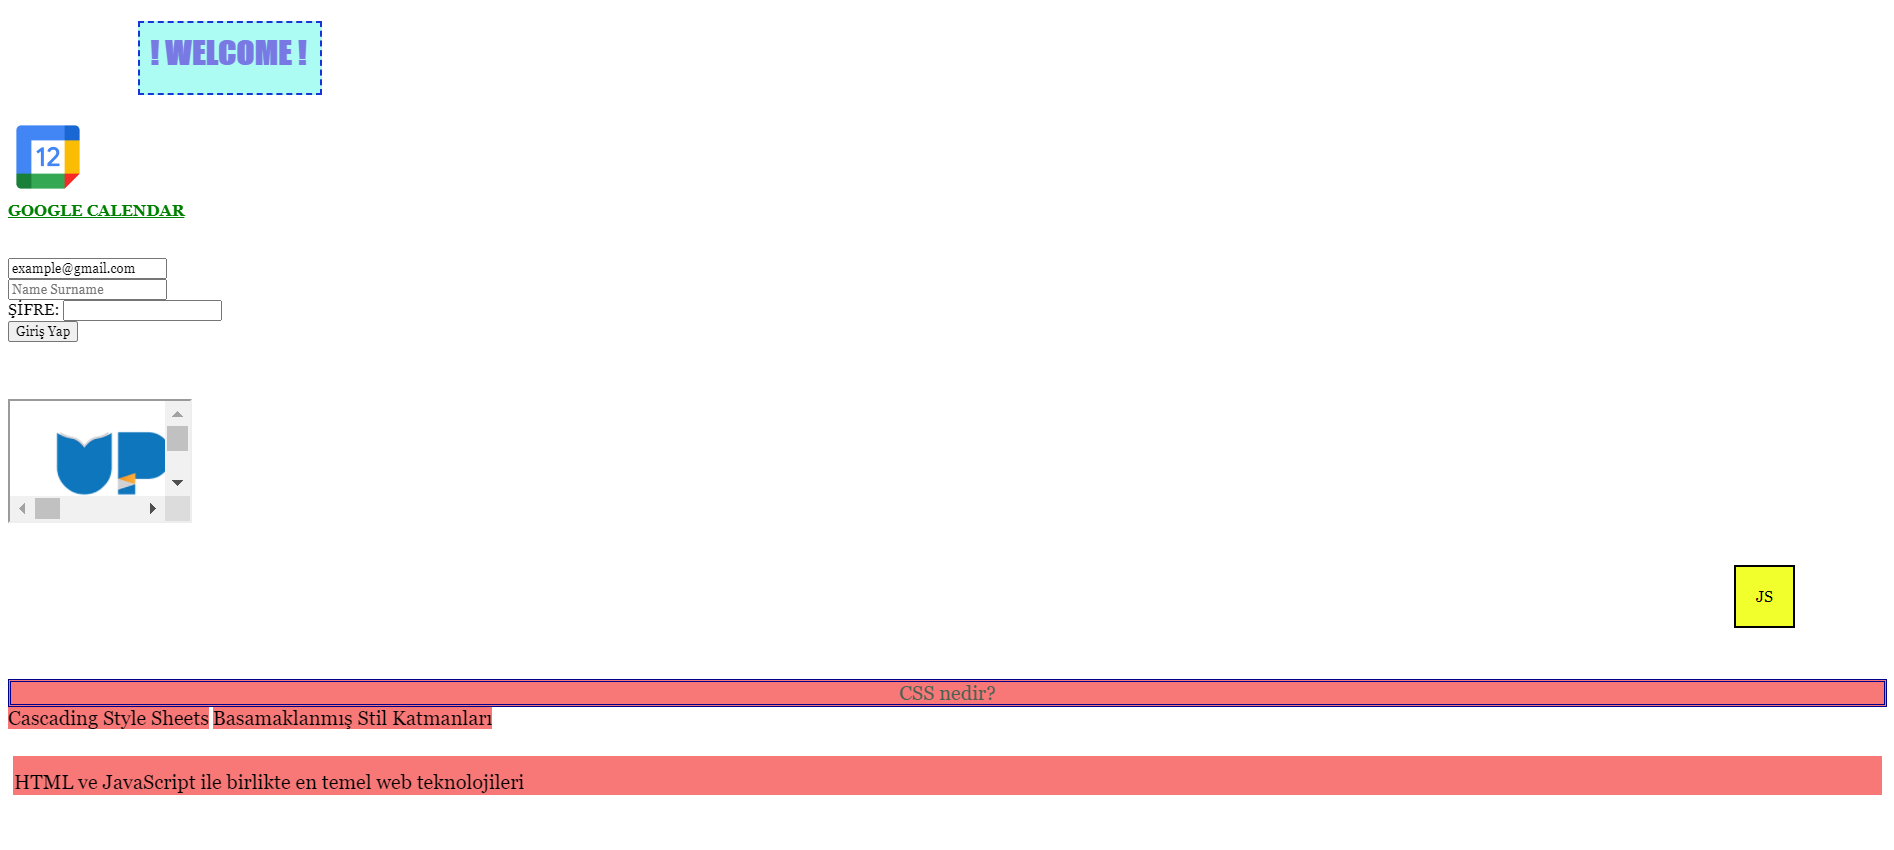 ! WELCOME !
12
GOOGLE CALENDAR
example@gmail.com
Name Surname
ŞİFRE:
Giriş Yap
UP
JS
CSS nedir?
Cascading Style Sheets Basamaklanmış Stil Katmanları
HTML ve JavaScript ile birlikte en temel web teknolojileri